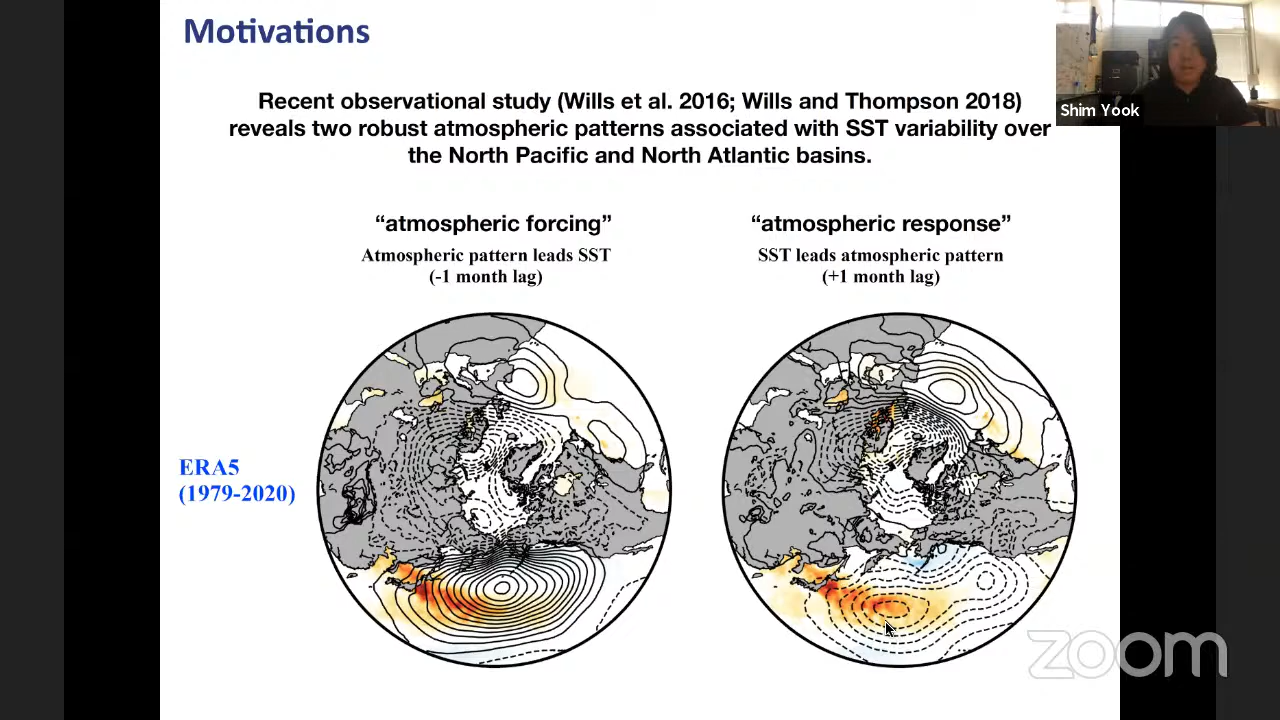 Motivations
Recent observational study (Wills et al. 2016; Wills and Thompson 2018)
reveals two robust atmospheric patterns associated with SST variability over
the North Pacific and North Atlantic basins.
“atmospheric forcing”
Atmospheric pattern leads SST
(-1 month lag)
“atmospheric response”
SST leads atmospheric pattern
(+1 month lag)
ERA5
(1979-2020)
Shim Yook
zoom